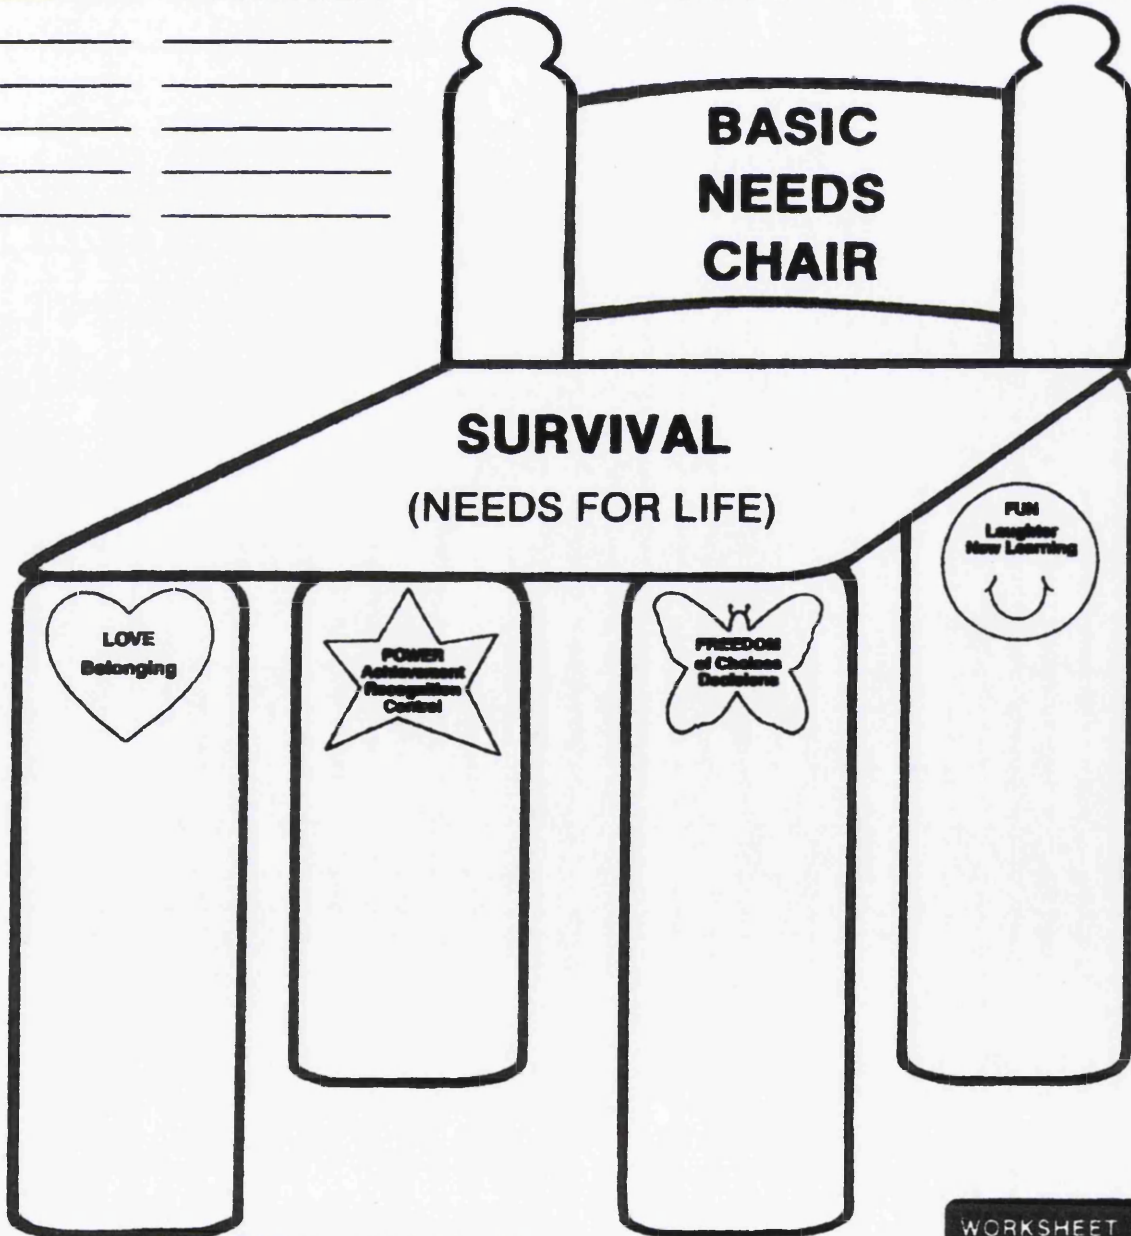 BASIC
NEEDS
CHAIR
SURVIVAL
(NEEDS FOR LIFE)
FUN
Laughter
New Learning
LOVE
Belonging
POWER
Achievement
Recognition
Control
FREEDOM
of Choices
Decisions
WORKSHEET